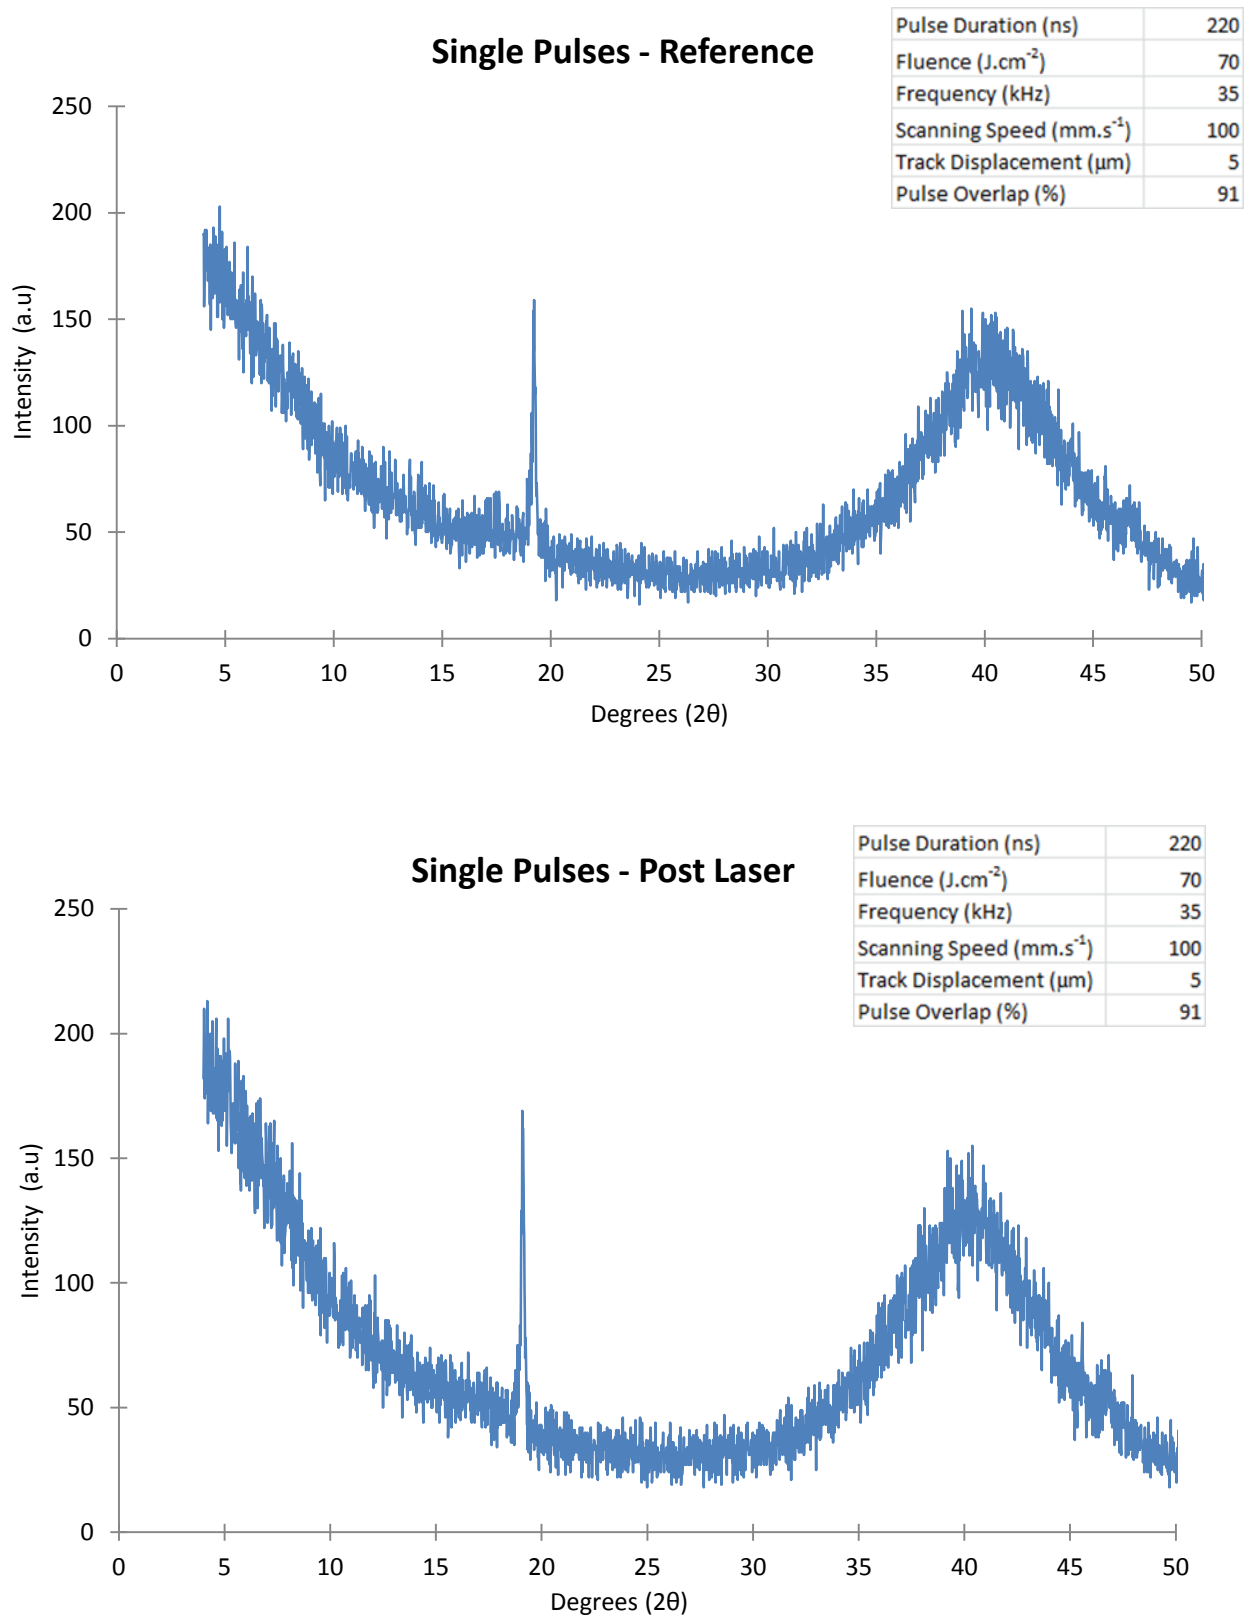 Single Pulses - Reference
Pulse Duration (ns) 220
Fluence (J.cm-2) 70
Frequency (kHz) 35
Scanning Speed (mm.s-1) 100
Track Displacement (µm) 5
Pulse Overlap (%) 91
250
200
150
100
50
0
Intensity (a.u)
0 5 10 15 20 25 30 35 40 45 50
Degrees (2θ)
Single Pulses - Post Laser
Pulse Duration (ns) 220
Fluence (J.cm-2) 70
Frequency (kHz) 35
Scanning Speed (mm.s-1) 100
Track Displacement (µm) 5
Pulse Overlap (%) 91
250
200
150
100
50
0
Intensity (a.u)
0 5 10 15 20 25 30 35 40 45 50
Degrees (2θ)